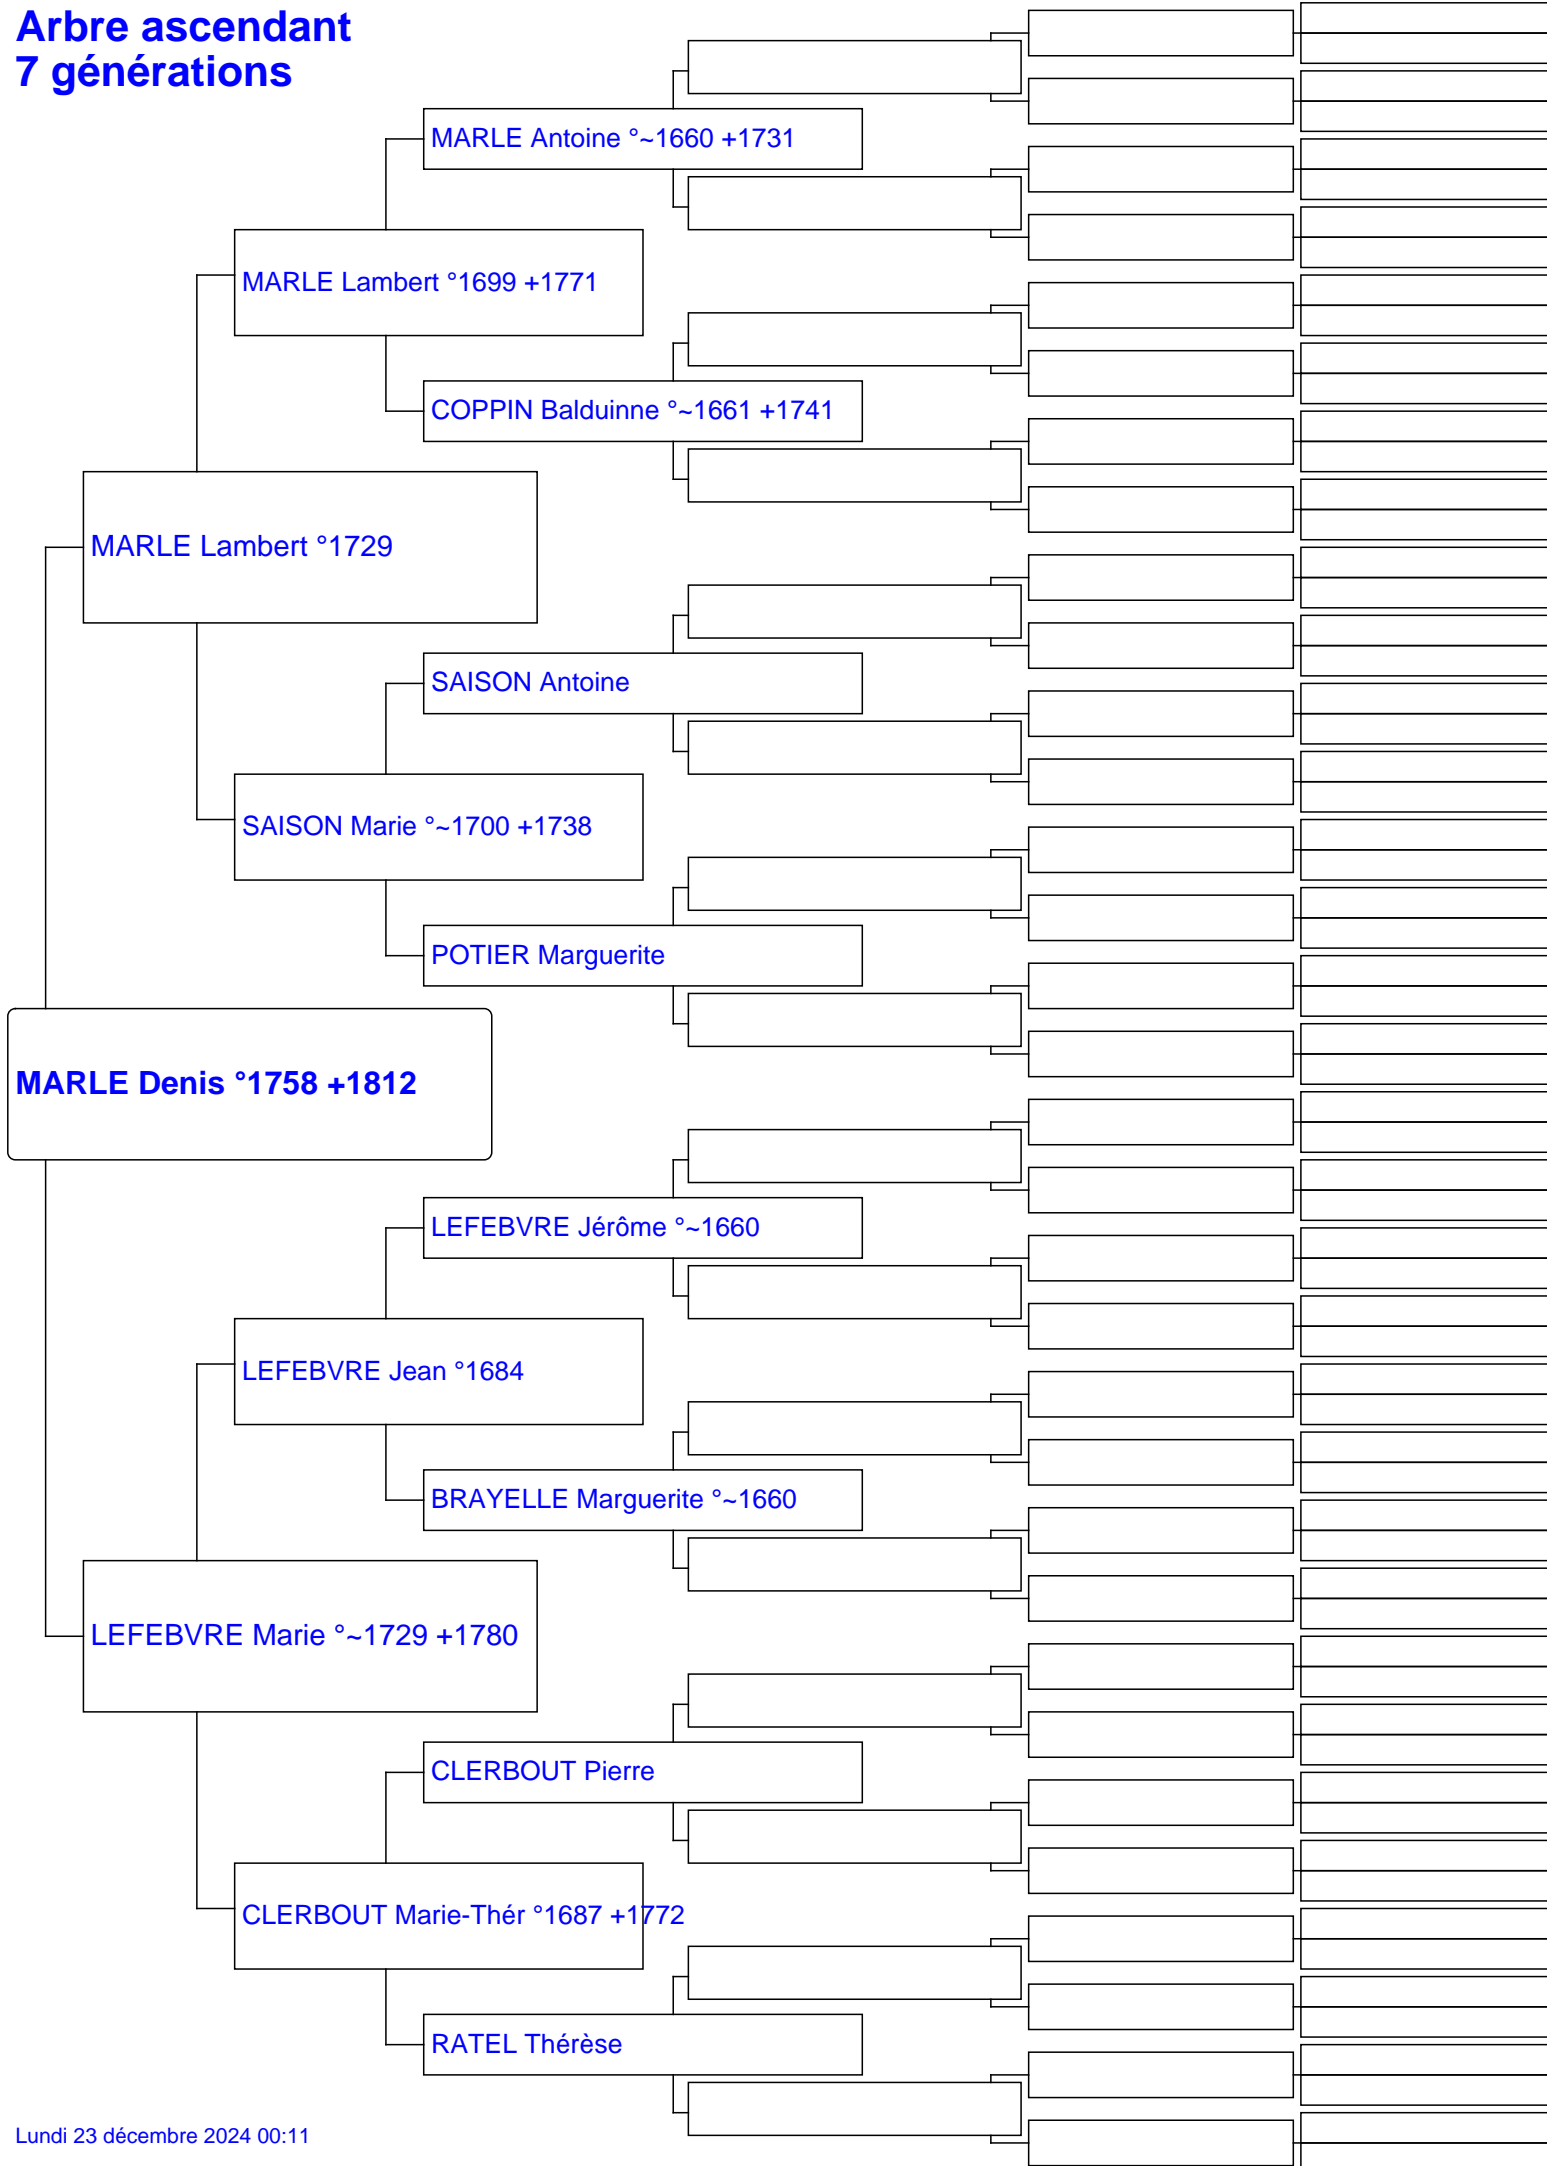 Arbre ascendant
7 générations
MARLE Antoine °~1660 +1731
MARLE Lambert °1699 +1771
COPPIN Balduinne °~1661 +1741
MARLE Lambert °1729
SAISON Antoine
SAISON Marie °~1700 +1738
POTIER Marguerite
MARLE Denis °1758 +1812
LEFEBVRE Jérôme °~1660
LEFEBVRE Jean °1684
BRAYELLE Marguerite °~1660
LEFEBVRE Marie °~1729 +1780
CLERBOUT Pierre
CLERBOUT Marie-Thér °1687 +1772
RATEL Thérèse
Lundi 23 décembre 2024 00:11